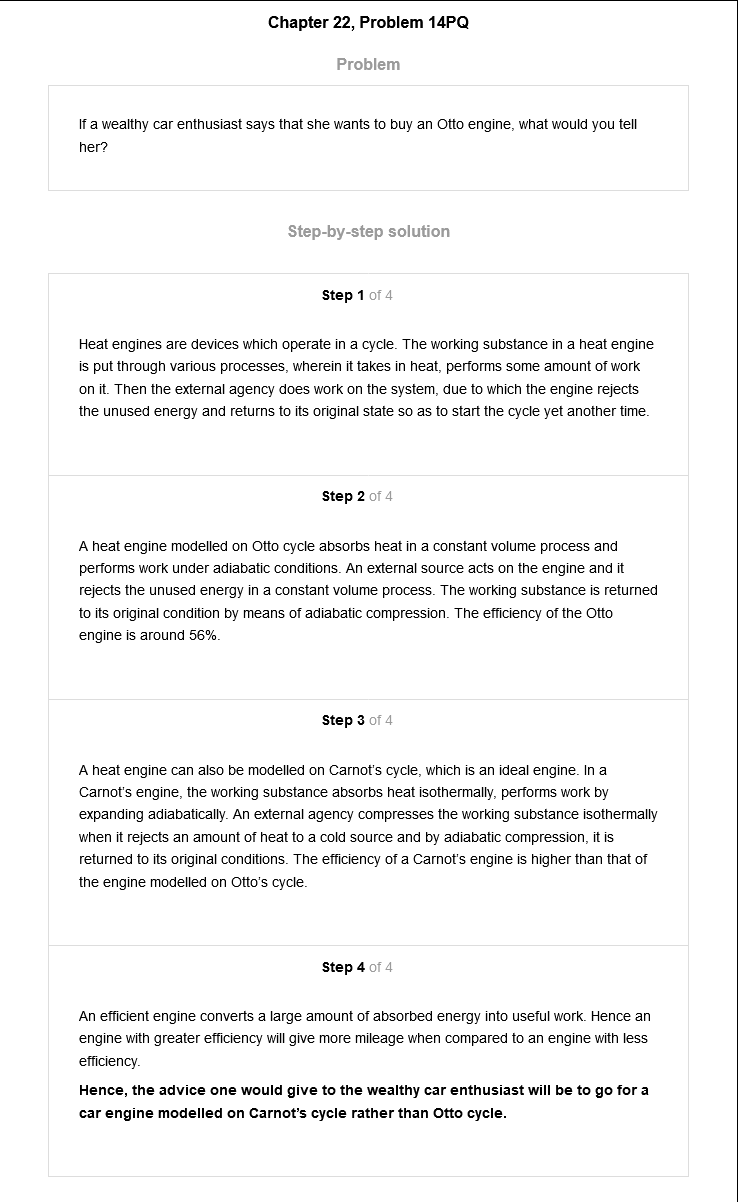 Chapter 22, Problem 14PQ
Problem
If a wealthy car enthusiast says that she wants to buy an Otto engine, what would you tell
her?
Step-by-step solution
Step 1 of 4
Heat engines are devices which operate in a cycle. The working substance in a heat engine
is put through various processes, wherein it takes in heat, performs some amount of work
on it. Then the external agency does work on the system, due to which the engine rejects
the unused energy and returns to its original state so as to start the cycle yet another time.
Step 2 of 4
A heat engine modelled on Otto cycle absorbs heat in a constant volume process and
performs work under adiabatic conditions. An external source acts on the engine and it
rejects the unused energy in a constant volume process. The working substance is returned
to its original condition by means of adiabatic compression. The efficiency of the Otto
engine is around 56%.
Step 3 of 4
A heat engine can also be modelled on Carnot’s cycle, which is an ideal engine. In a
Carnot’s engine, the working substance absorbs heat isothermally, performs work by
expanding adiabatically. An external agency compresses the working substance isothermally
when it rejects an amount of heat to a cold source and by adiabatic compression, it is
returned to its original conditions. The efficiency of a Carnot’s engine is higher than that of
the engine modelled on Otto’s cycle.
Step 4 of 4
An efficient engine converts a large amount of absorbed energy into useful work. Hence an
engine with greater efficiency will give more mileage when compared to an engine with less
efficiency.
Hence, the advice one would give to the wealthy car enthusiast will be to go for a
car engine modelled on Carnot’s cycle rather than Otto cycle.